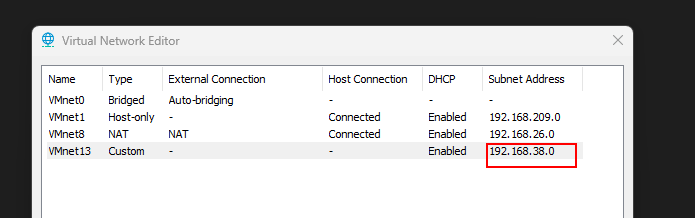 Virtual Network Editor
Name Type External Connection Host Connection DHCP Subnet Address
VMnet0 Bridged Auto-bridging - - -
VMnet1 Host-only - Connected Enabled 192.168.209.0
VMnet8 NAT NAT Connected Enabled 192.168.26.0
VMnet13 Custom - - Enabled 192.168.38.0